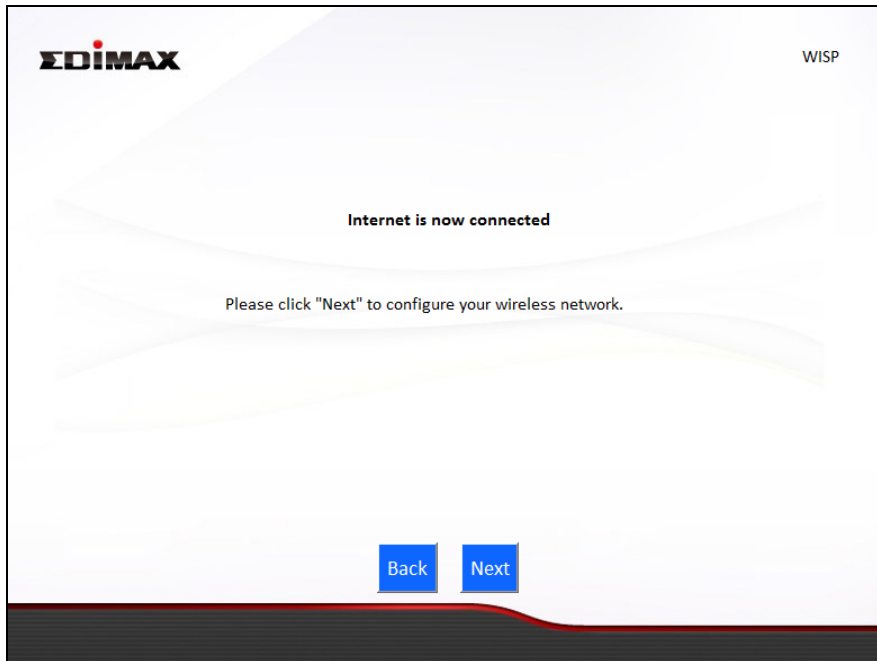 EDIMAX
WISP
Internet is now connected
Please click "Next" to configure your wireless network.
Back
Next